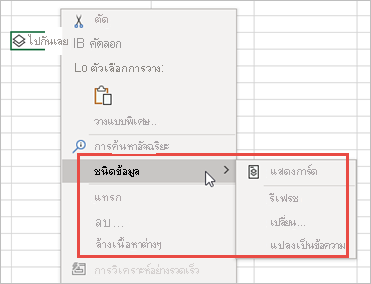 ตัด
ไปกันเลย
IB คัดลอก
Lo ตัวเลือกการวาง:
วางแบบพิเศษ..
การค้นหาอัจฉริยะ
ชนิดข้อมูล
แสดงการ์ด
แทรก
รีเฟรช
ลบ ...
เปลี่ยน...
ล้างเนื้อหาต่างๆ
แปลงเป็นข้อความ
การวิเคราะห์อย่างรวดเร็ว